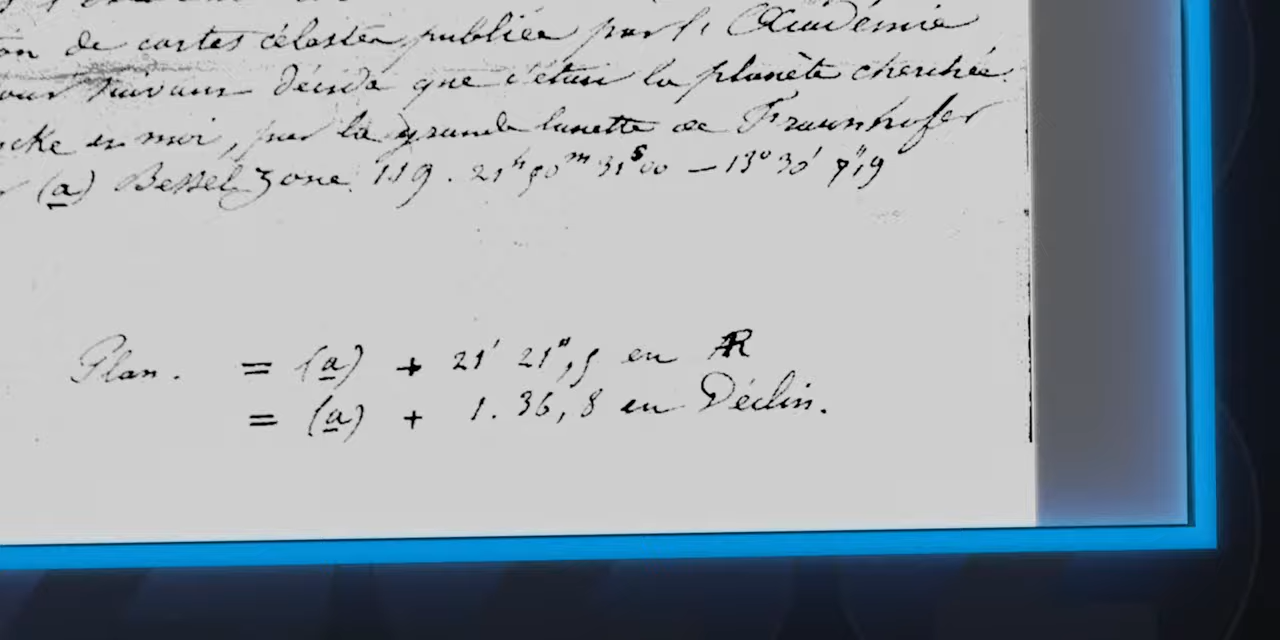 de cartes célestes publiée par l'Académie
suivant décida que c'était la planète cherchée.
et moi, par la grande lunette de Fraunhofer
(a) Bessel Zone 119. 21ʰ 50ᵐ 31ˢ00 – 13° 30' 7",9
Plan. = (a) + 21' 21",5 en AR
= (a) + 1. 36, 8 en Déclin.